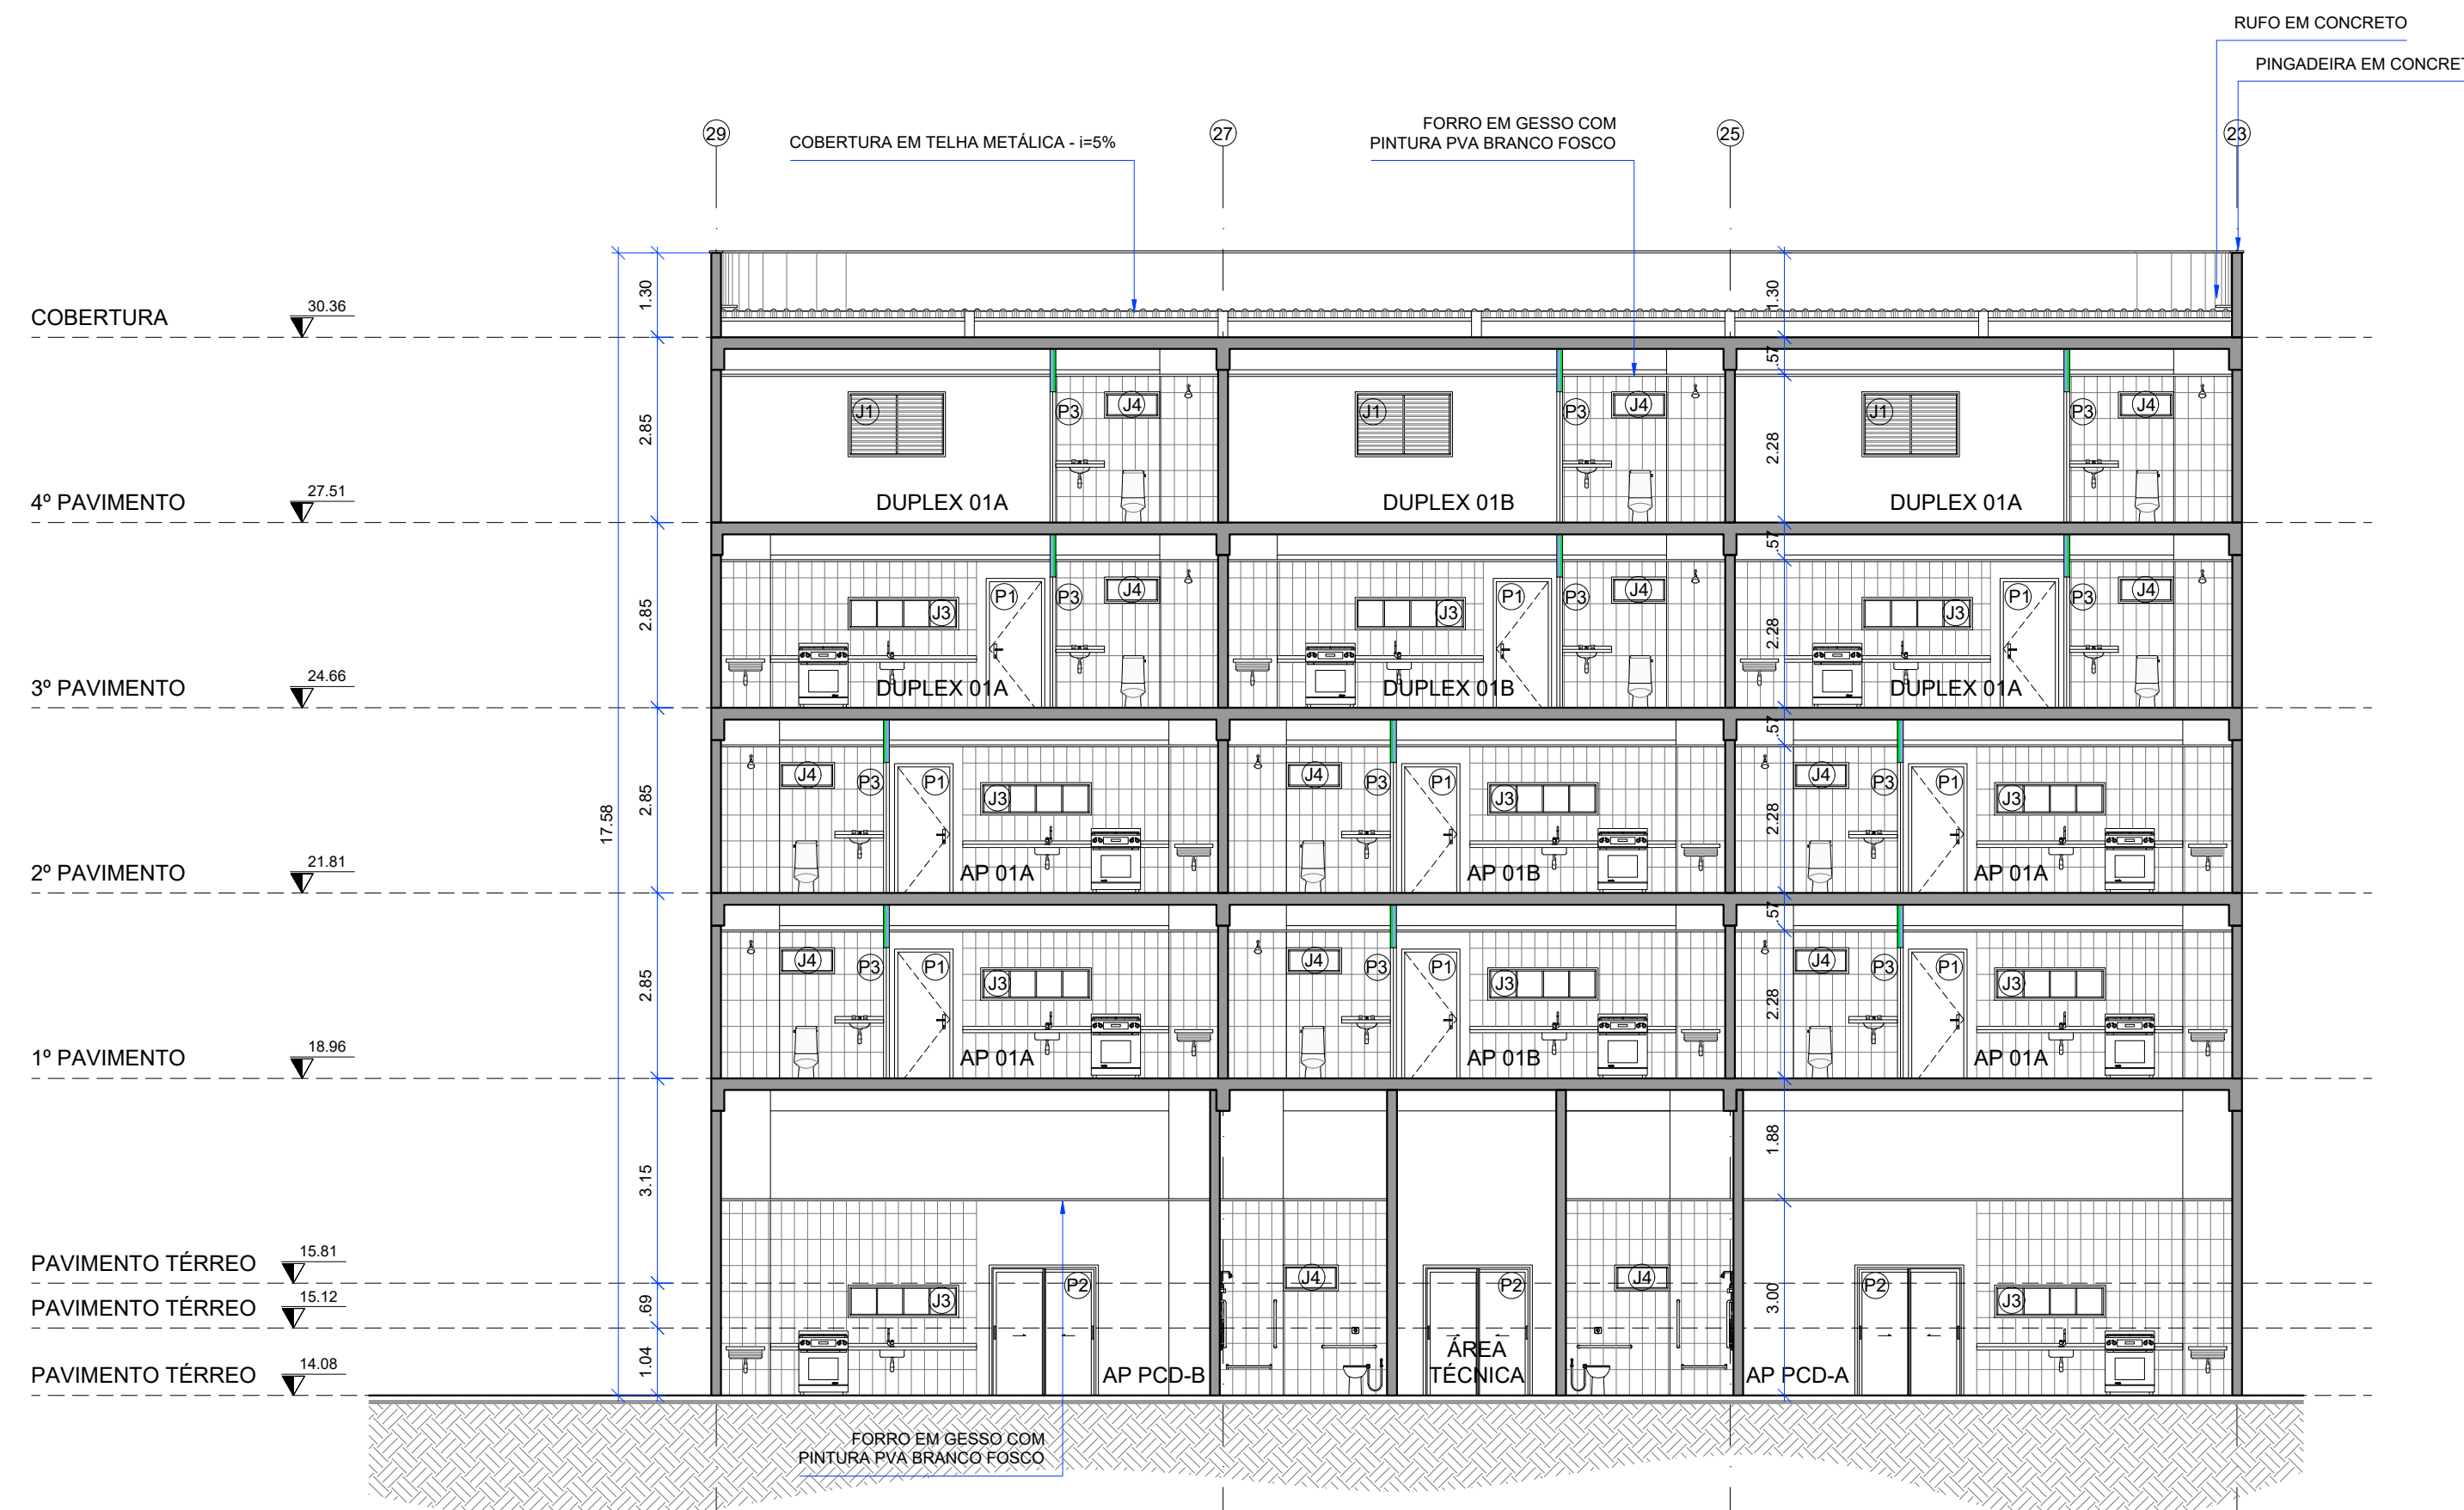 RUFO EM CONCRETO
PINGADEIRA EM CONCRET
29
27
25
23
COBERTURA EM TELHA METÁLICA - i=5%
FORRO EM GESSO COM
PINTURA PVA BRANCO FOSCO
1.30
1.30
COBERTURA
30.36
.57
J1
P3
J4
J1
P3
J4
J1
P3
J4
2.85
2.28
4º PAVIMENTO
27.51
DUPLEX 01A
DUPLEX 01B
DUPLEX 01A
.57
P1
P3
J4
P1
P3
J4
P1
P3
J4
J3
J3
J3
2.85
2.28
3º PAVIMENTO
24.66
DUPLEX 01A
DUPLEX 01B
DUPLEX 01A
.57
J4
P3
P1
J3
J4
P3
P1
J3
J4
P3
P1
J3
2.85
2.28
17.58
2º PAVIMENTO
21.81
AP 01A
AP 01B
AP 01A
.57
J4
P3
P1
J3
J4
P3
P1
J3
J4
P3
P1
J3
2.85
2.28
1º PAVIMENTO
18.96
AP 01A
AP 01B
AP 01A
3.15
1.88
PAVIMENTO TÉRREO
15.81
PAVIMENTO TÉRREO
15.12
PAVIMENTO TÉRREO
14.08
.69
1.04
3.00
J3
P2
J4
P2
J4
P2
J3
AP PCD-B
ÁREA
TÉCNICA
AP PCD-A
FORRO EM GESSO COM
PINTURA PVA BRANCO FOSCO